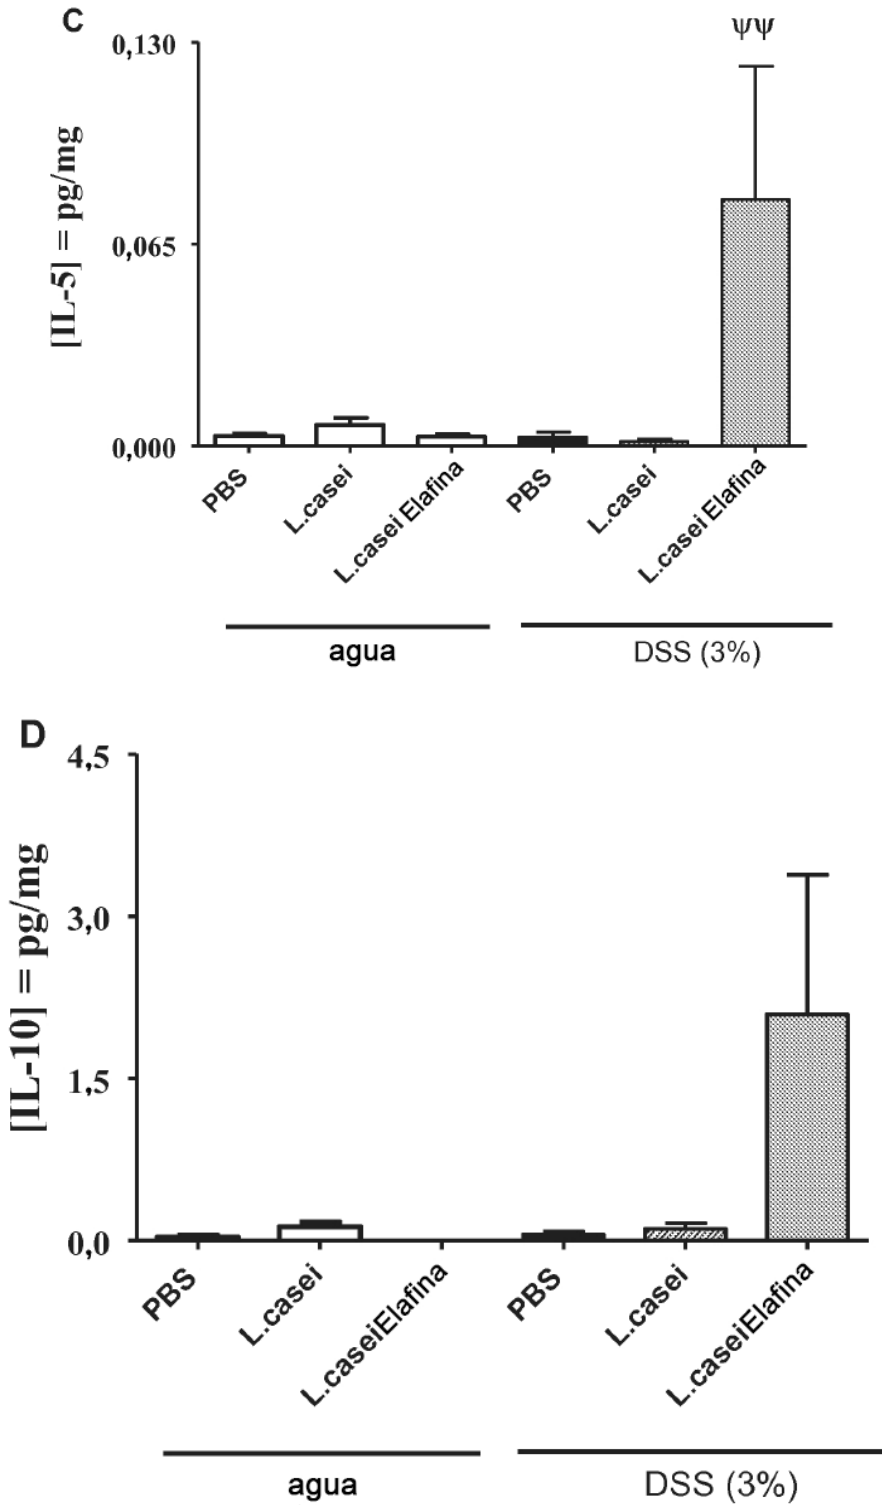 C
0,130
ψψ
[IL-5] = pg/mg
0,065
0,000
PBS
L.casei
L.casei Elafina
PBS
L.casei
L.casei Elafina
agua
DSS (3%)
D
4,5
[IL-10] = pg/mg
3,0
1,5
0,0
PBS
L.casei
L.caseiElafina
PBS
L.casei
L.caseiElafina
agua
DSS (3%)